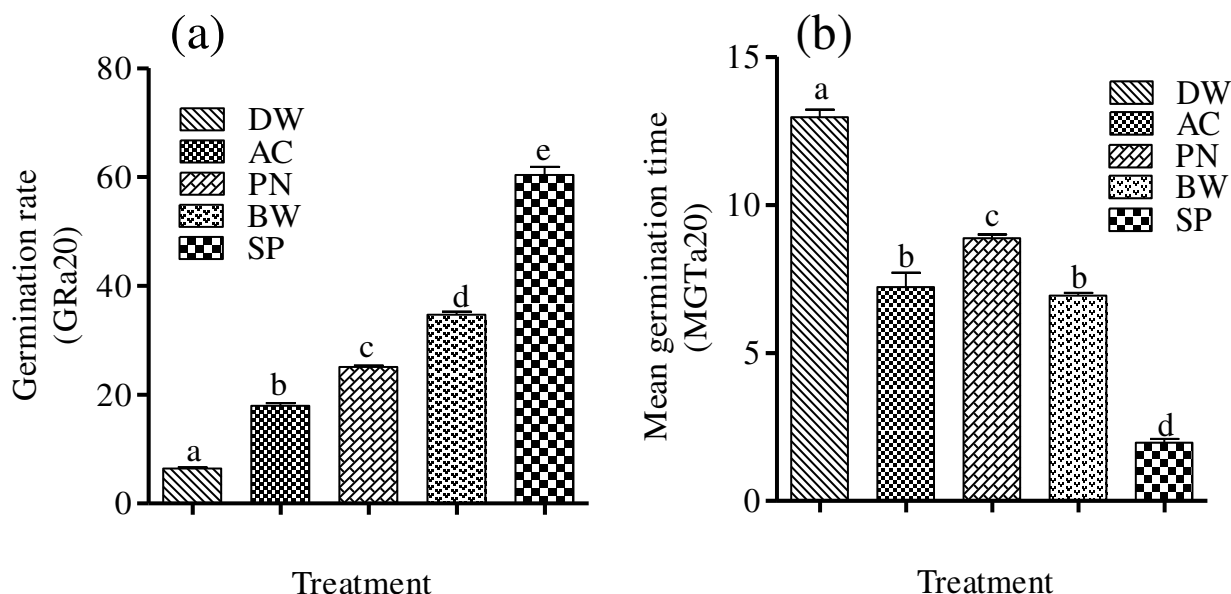 (a)
Germination rate
(GRa20)
80
60
40
20
0
DW
AC
PN
BW
SP
a
b
c
d
e
Treatment
(b)
Mean germination time
(MGTa20)
15
10
5
0
DW
AC
PN
BW
SP
a
b
c
b
d
Treatment